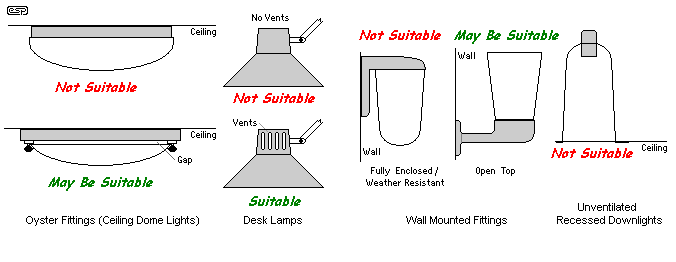 esp
Ceiling
Not Suitable
Ceiling
Gap
May Be Suitable
Oyster Fittings (Ceiling Dome Lights)
No Vents
Not Suitable
Vents
Suitable
Desk Lamps
Not Suitable
Wall
Fully Enclosed /
Weather Resistant
May Be Suitable
Wall
Open Top
Wall Mounted Fittings
Not Suitable
Ceiling
Unventilated
Recessed Downlights